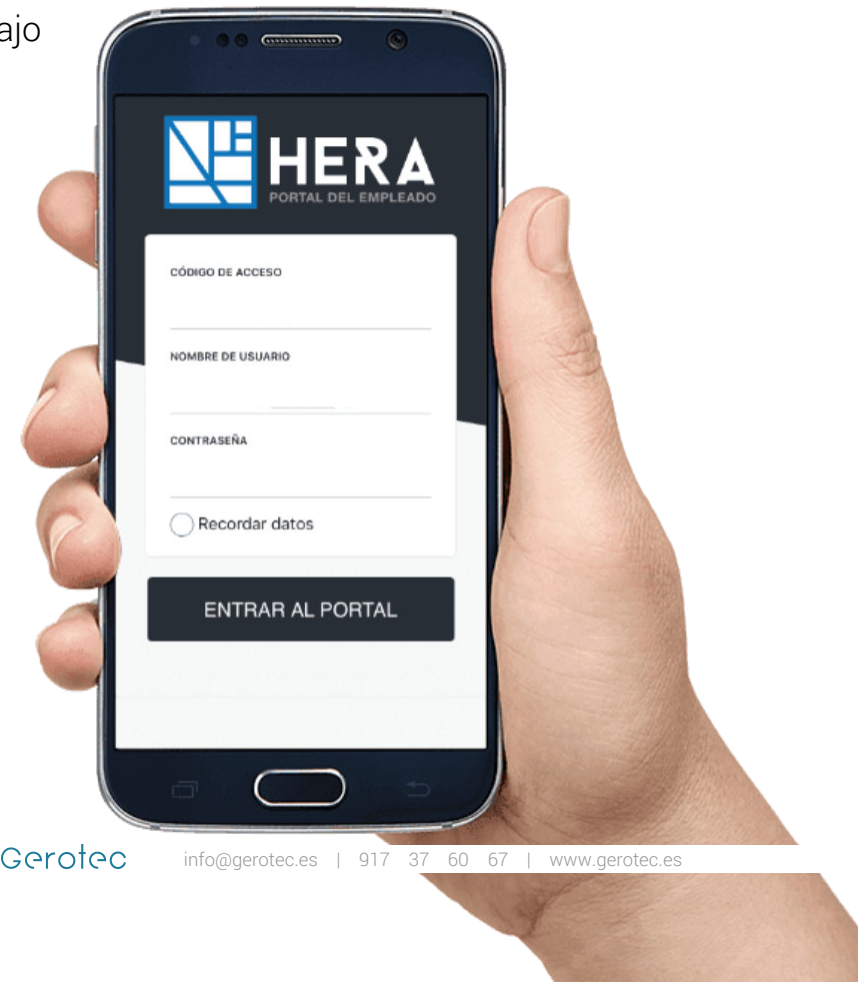 HERA
PORTAL DEL EMPLEADO
CÓDIGO DE ACCESO
NOMBRE DE USUARIO
CONTRASEÑA
Recordar datos
ENTRAR AL PORTAL
Gerotec info@gerotec.es | 917 37 60 67 | www.gerotec.es